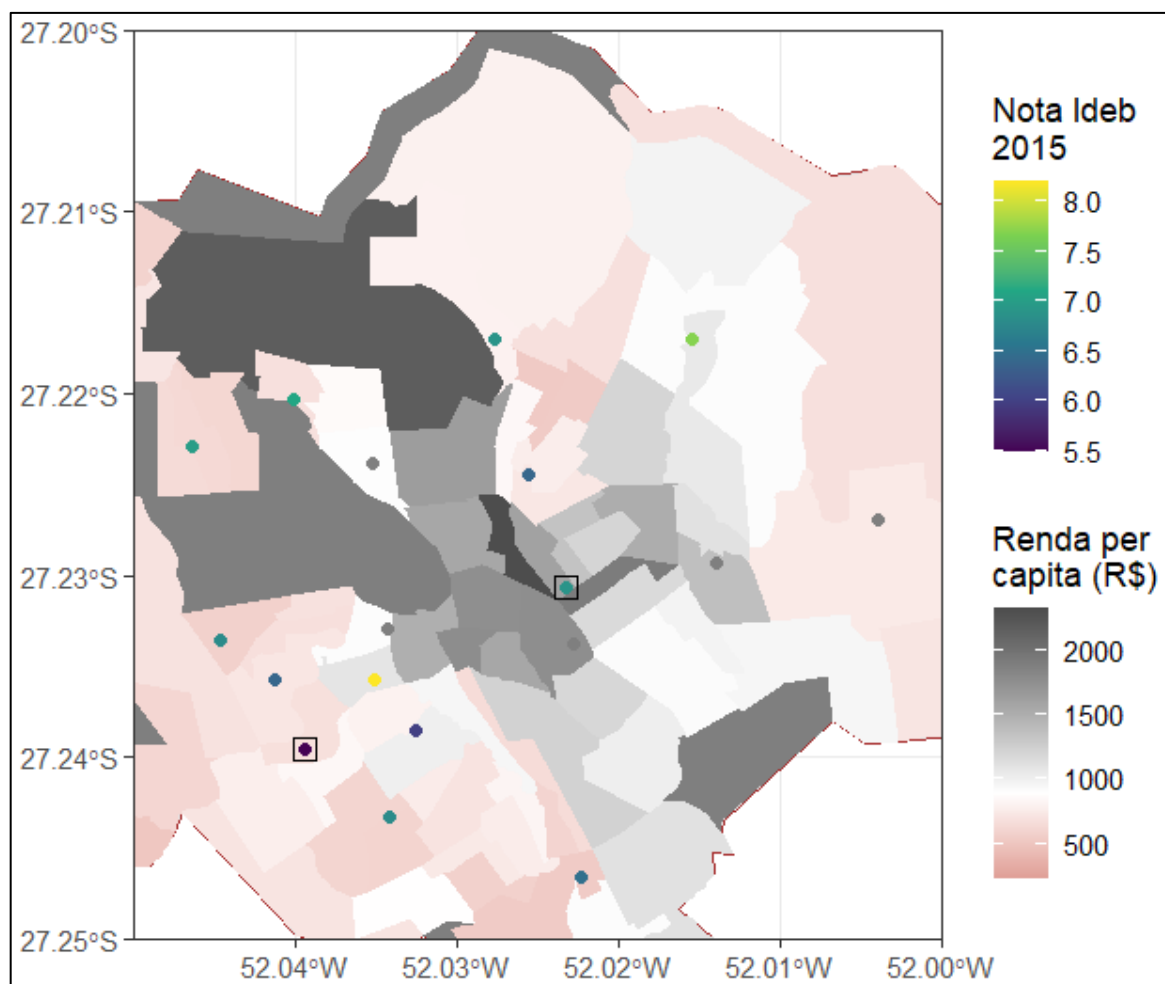 27.20°S
27.21°S
27.22°S
27.23°S
27.24°S
27.25°S
52.04°W
52.03°W
52.02°W
52.01°W
52.00°W
Nota Ideb
2015
8.0
7.5
7.0
6.5
6.0
5.5
Renda per
capita (R$)
2000
1500
1000
500